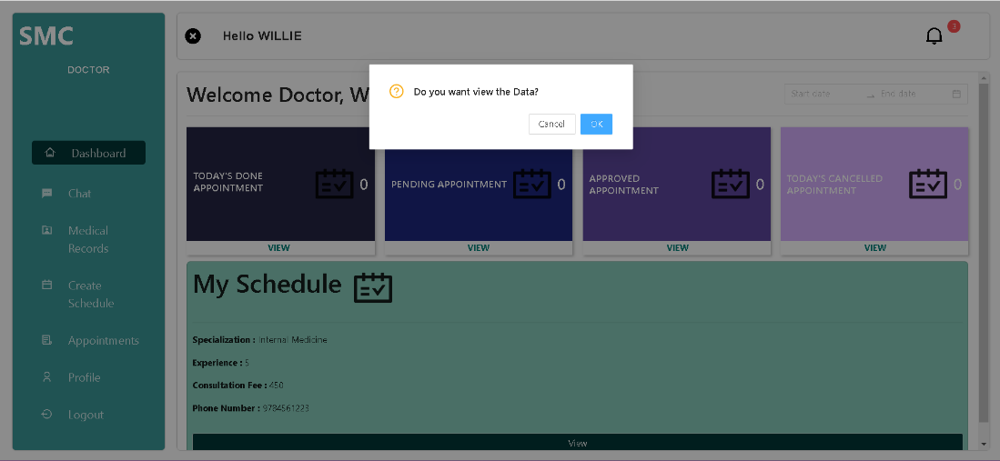 SMC
DOCTOR
Dashboard
Chat
Medical
Records
Create
Schedule
Appointments
Profile
Logout
Hello WILLIE
3
Welcome Doctor, W
Start date
End date
Do you want view the Data?
Cancel
OK
TODAY'S DONE
APPOINTMENT
0
VIEW
PENDING APPOINTMENT
0
VIEW
APPROVED
APPOINTMENT
0
VIEW
TODAY'S CANCELLED
APPOINTMENT
0
VIEW
My Schedule
Specialization : Internal Medicine
Experience : 5
Consultation Fee : 450
Phone Number : 9784561223
View